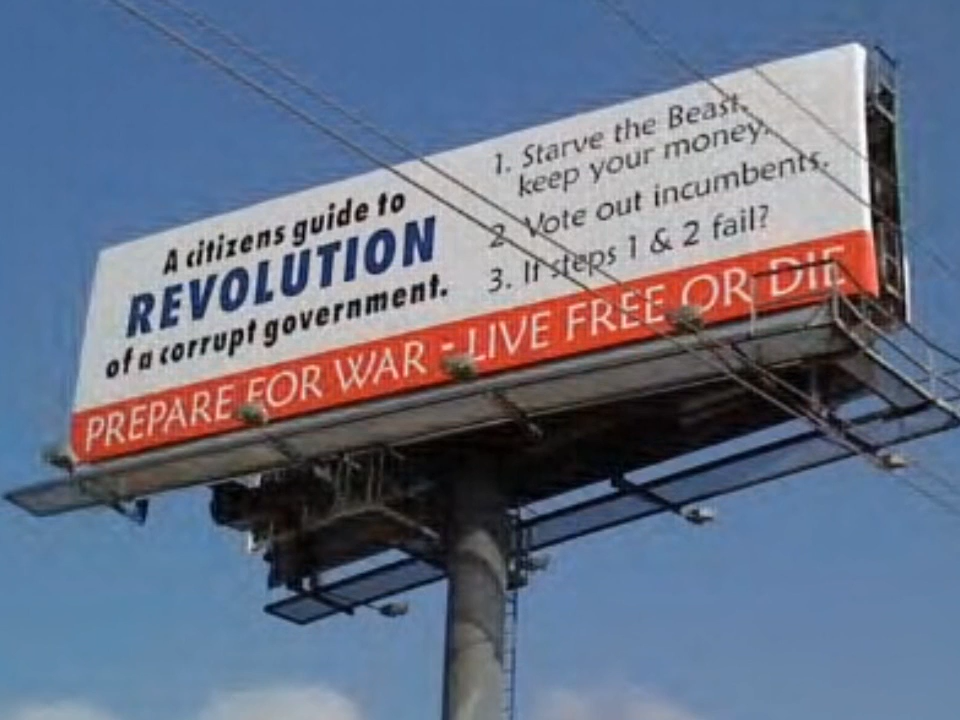 A citizens guide to
REVOLUTION
of a corrupt government.
1. Starve the Beast,
keep your money.
2. Vote out incumbents.
3. If steps 1 & 2 fail?
PREPARE FOR WAR - LIVE FREE OR DIE